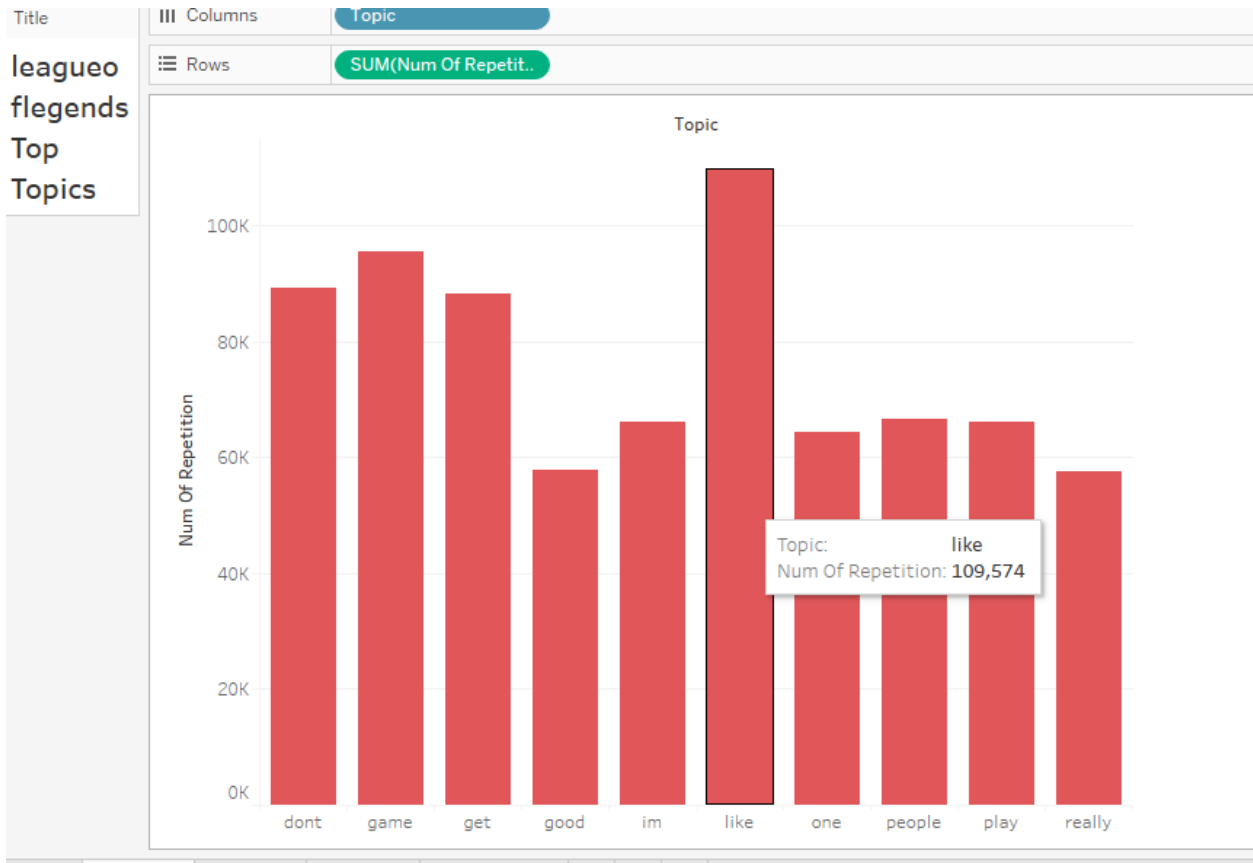 Title
leagueo
flegends
Top
Topics
Columns
Topic
Rows
SUM(Num Of Repetit..
Topic
Num Of Repetition
100K
80K
60K
40K
20K
0K
Topic: like
Num Of Repetition: 109,574
dont game get good im like one people play really